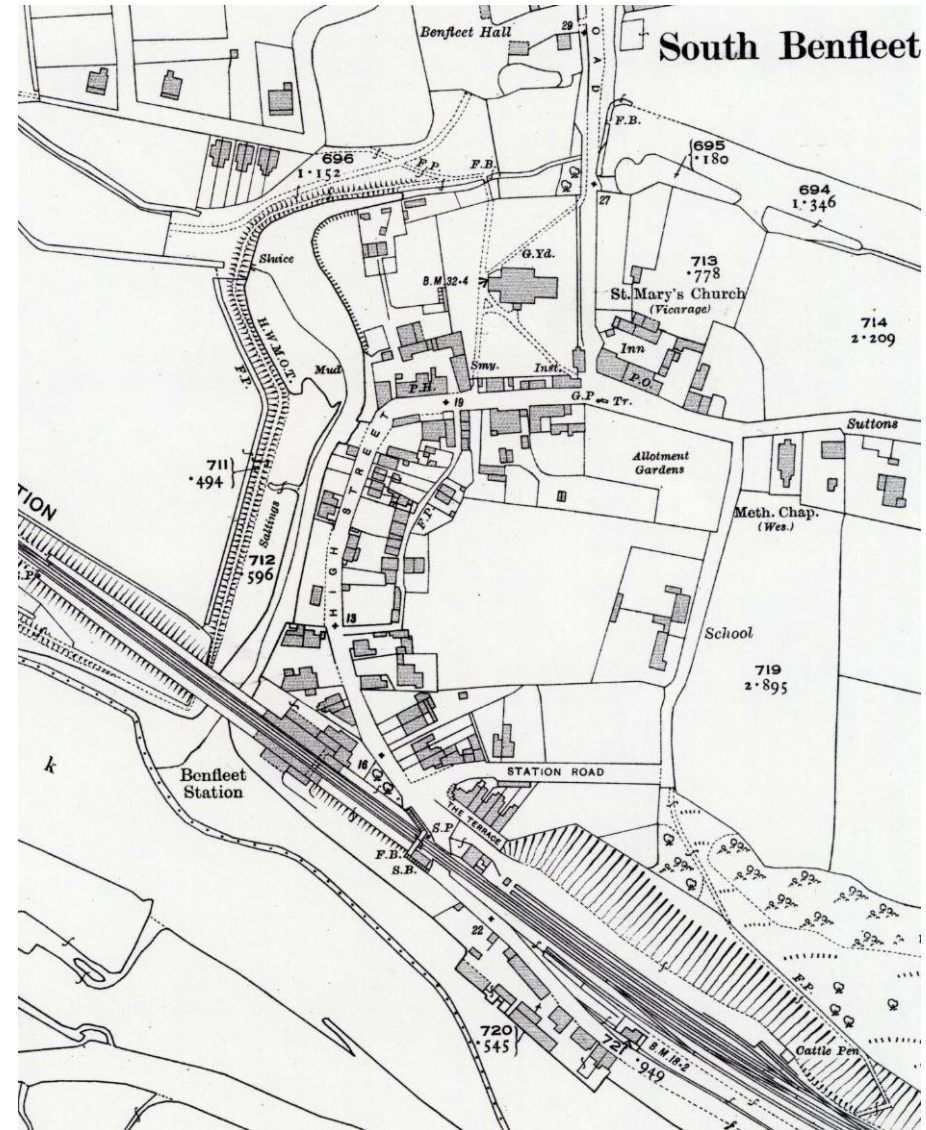 Benfleet Hall
29
South Benfleet
O A D
F.B.
695
·180
696
1·152
F.P.
F.B.
694
1·346
27
Sluice
G.Yd.
B.M.32·4
713
·778
St. Mary's Church
(Vicarage)
714
2·209
H.W.M.O.T.
F.P.
Mud
Inn
Smy.
Inst.
P.H.
P.O.
19
G.P.
Tr.
Suttons
HIGH STREET
Allotment
Gardens
711
·494
F.P.
Meth. Chap.
(Wes.)
Saltings
TION
712
596
S.P
13
School
719
2·895
k
Benfleet
Station
16
STATION ROAD
THE TERRACE
S.P.
F.B.
S.B.
22
F.P.
720
·545
721
·949
B.M.18·2
Cattle Pen